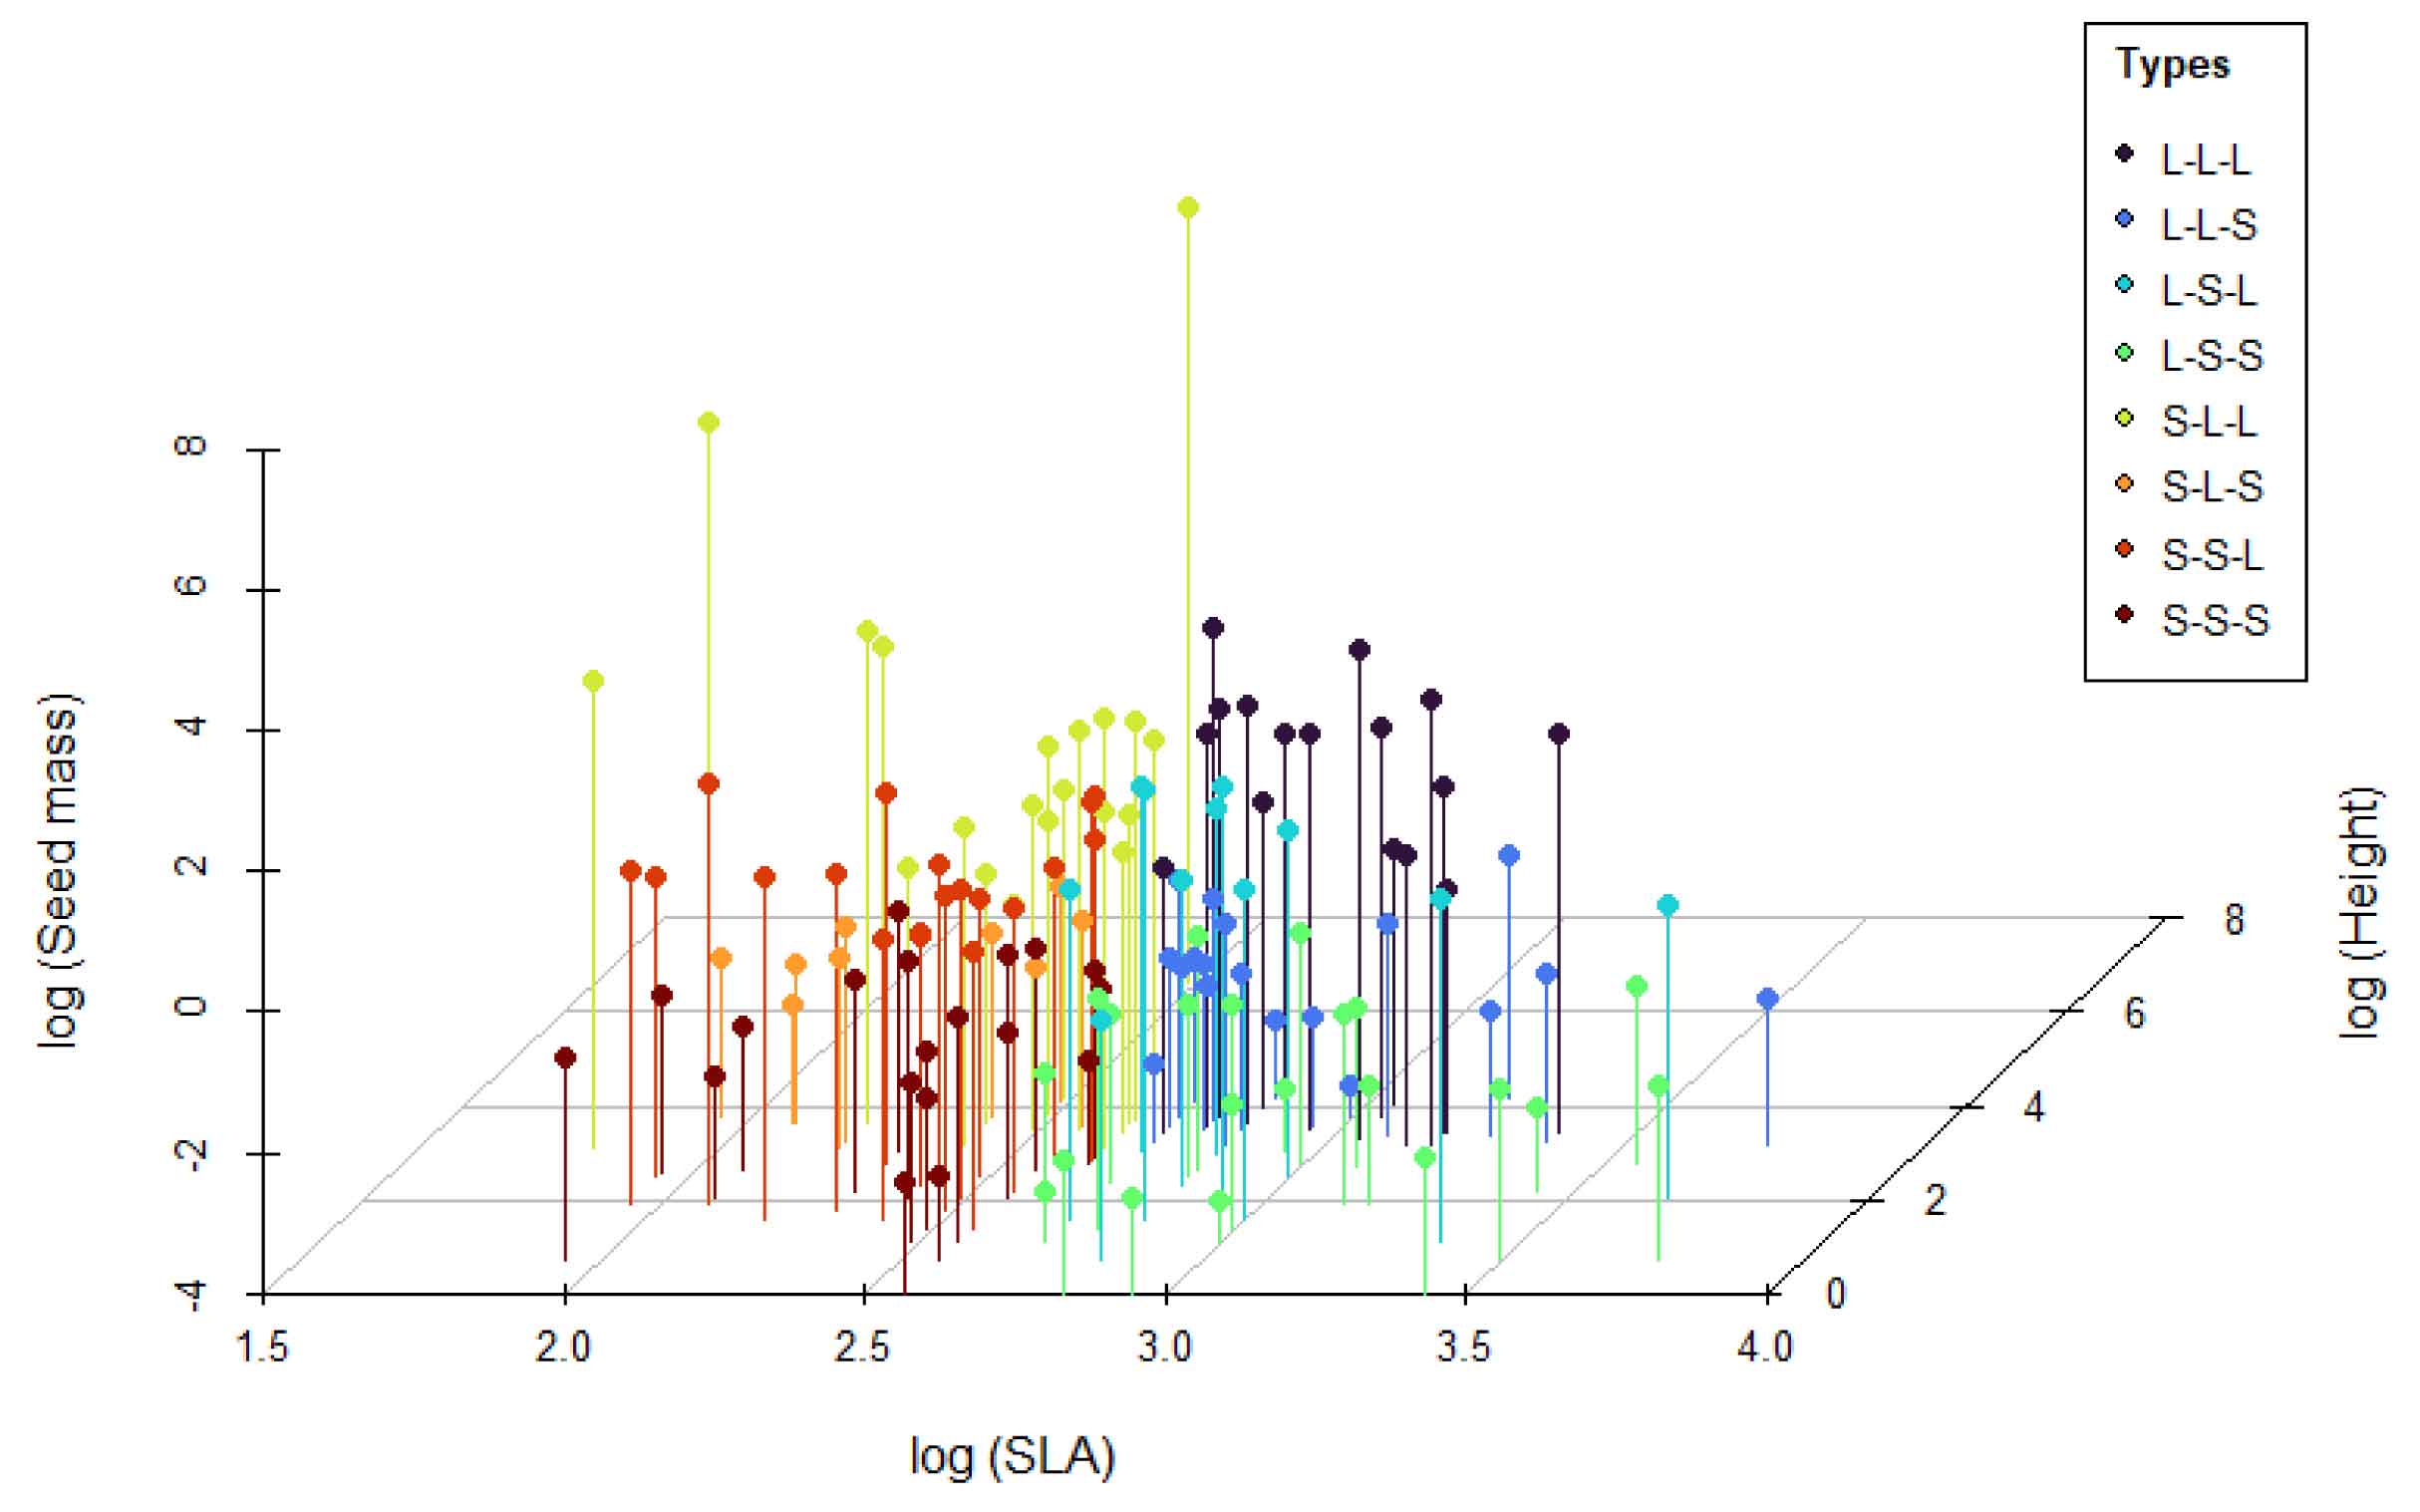 Types
L-L-L
L-L-S
L-S-L
L-S-S
S-L-L
S-L-S
S-S-L
S-S-S
log (Seed mass)
8
6
4
2
0
-2
-4
1.5 2.0 2.5 3.0 3.5 4.0
log (SLA)
8
6
4
2
0
log (Height)